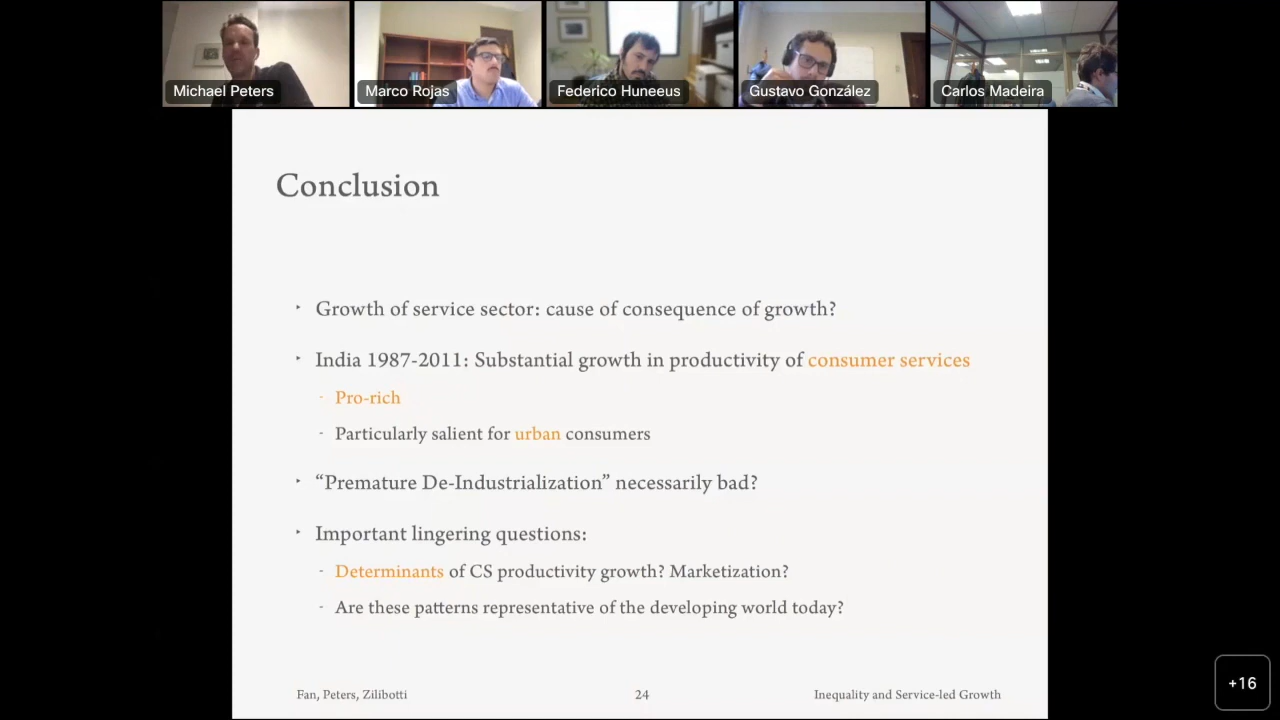 Michael Peters
Marco Rojas
Federico Huneeus
Gustavo González
Carlos Madeira
Conclusion
‣ Growth of service sector: cause of consequence of growth?
‣ India 1987-2011: Substantial growth in productivity of consumer services
- Pro-rich
- Particularly salient for urban consumers
‣ “Premature De-Industrialization” necessarily bad?
‣ Important lingering questions:
- Determinants of CS productivity growth? Marketization?
- Are these patterns representative of the developing world today?
Fan, Peters, Zilibotti
24
Inequality and Service-led Growth
+16